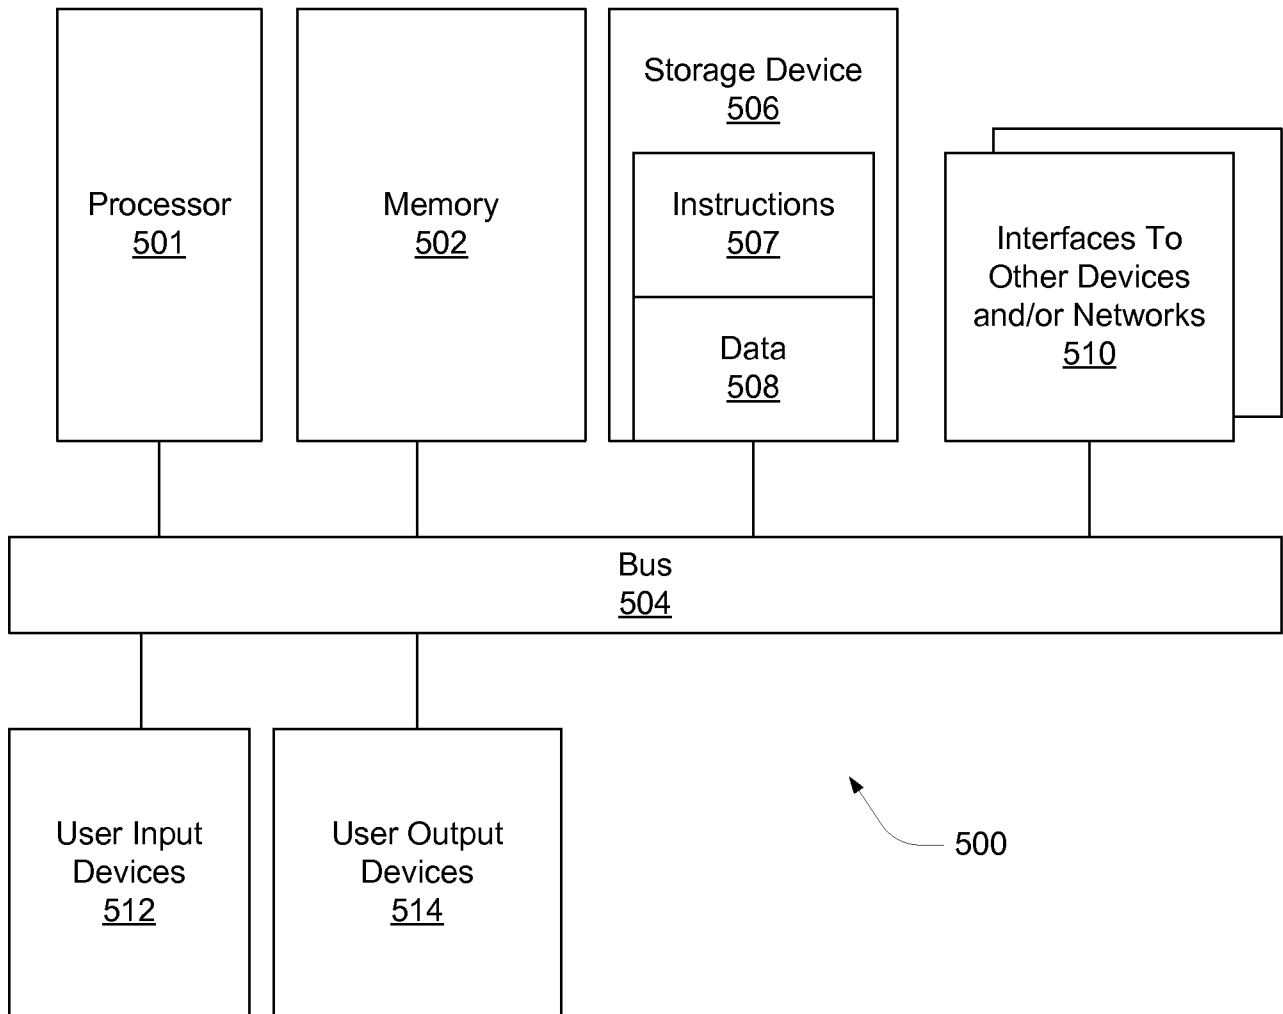 Processor
501
Memory
502
Storage Device
506
Instructions
507
Data
508
Interfaces To
Other Devices
and/or Networks
510
Bus
504
User Input
Devices
512
User Output
Devices
514
500